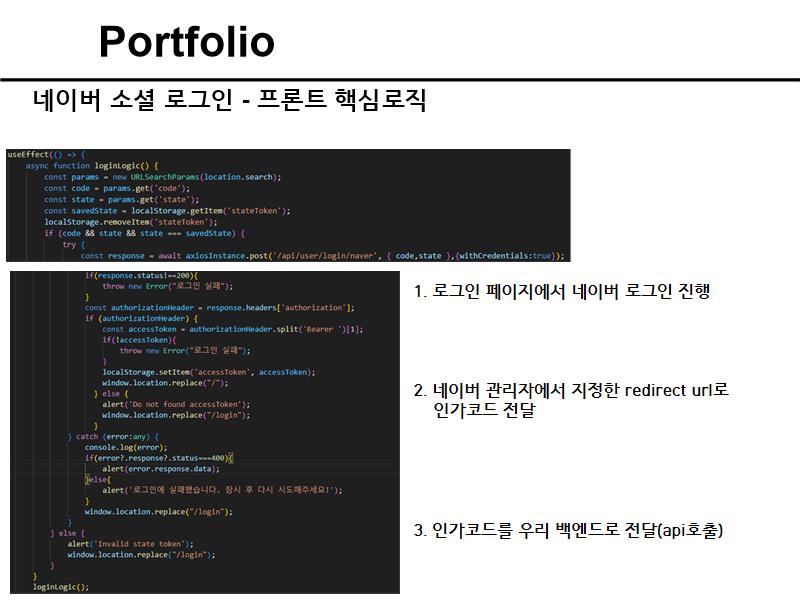 Portfolio
네이버 소셜 로그인 - 프론트 핵심로직
useEffect(() => {
async function loginLogic() {
const params = new URLSearchParams(location.search);
const code = params.get('code');
const state = params.get('state');
const savedState = localStorage.getItem('stateToken');
localStorage.removeItem('stateToken');
if (code && state && state === savedState) {
try {
const response = await axiosInstance.post('/api/user/login/naver', { code,state },{withCredentials:true});
if(response.status!==200){
throw new Error("로그인 실패");
}
const authorizationHeader = response.headers['authorization'];
if (authorizationHeader) {
const accessToken = authorizationHeader.split('Bearer ')[1];
if(!accessToken){
throw new Error("로그인 실패");
}
localStorage.setItem('accessToken', accessToken);
window.location.replace("/");
} else {
alert('Do not found accessToken');
window.location.replace("/login");
}
} catch (error:any) {
console.log(error);
if(error?.response?.status===400){
alert(error.response.data);
}else{
alert('로그인에 실패했습니다. 잠시 후 다시 시도해주세요!');
}
window.location.replace("/login");
}
} else {
alert('Invalid state token');
window.location.replace("/login");
}
}
loginLogic();
1. 로그인 페이지에서 네이버 로그인 진행
2. 네이버 관리자에서 지정한 redirect url로
인가코드 전달
3. 인가코드를 우리 백엔드로 전달(api호출)